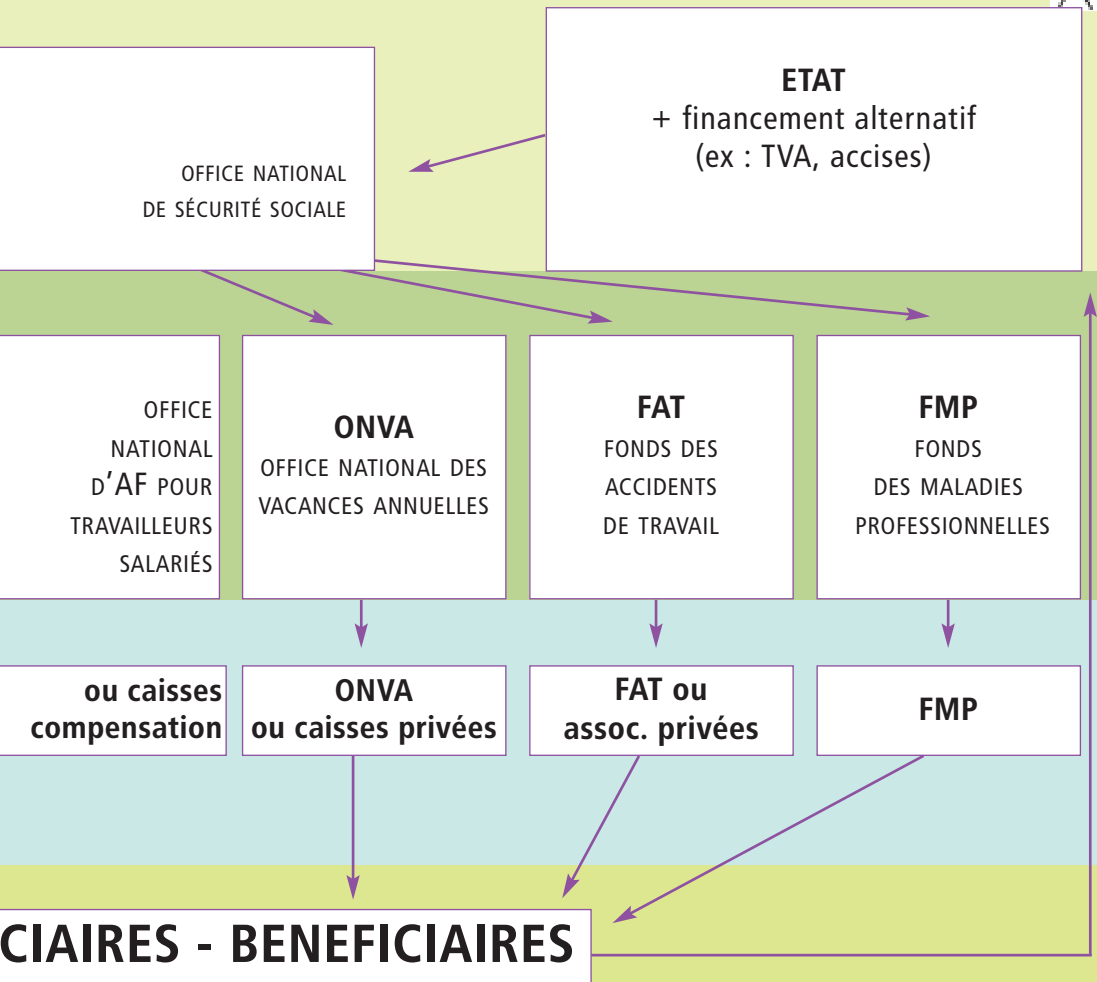 ETAT
+ financement alternatif
(ex : TVA, accises)
OFFICE NATIONAL
DE SÉCURITÉ SOCIALE
OFFICE
NATIONAL
D'AF POUR
TRAVAILLEURS
SALARIÉS
ONVA
OFFICE NATIONAL DES
VACANCES ANNUELLES
FAT
FONDS DES
ACCIDENTS
DE TRAVAIL
FMP
FONDS
DES MALADIES
PROFESSIONNELLES
ou caisses
compensation
ONVA
ou caisses privées
FAT ou
assoc. privées
FMP
CIAIRES - BENEFICIAIRES